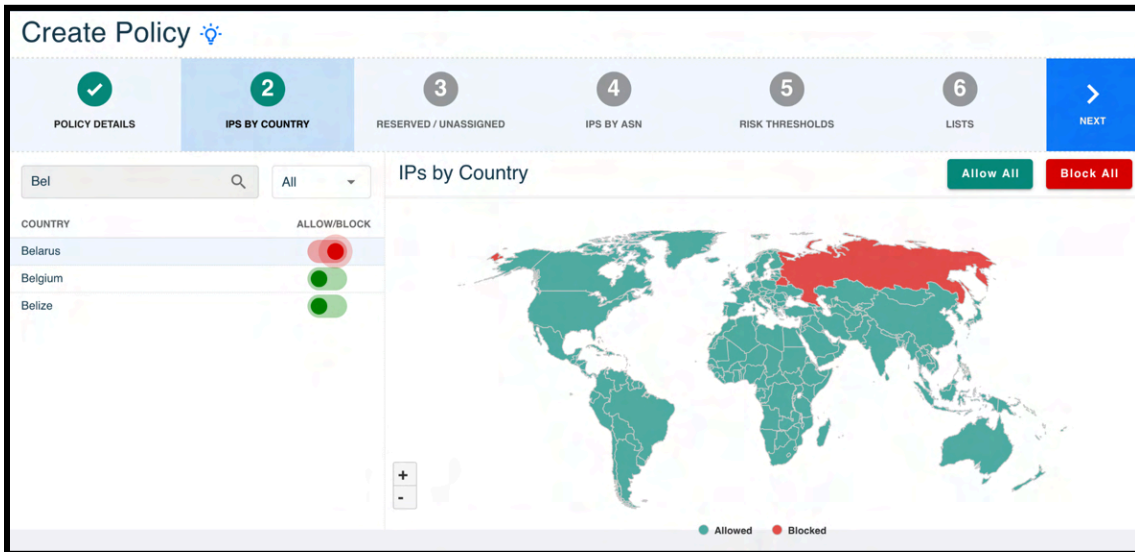 Create Policy
2
3
4
5
6
POLICY DETAILS
IPS BY COUNTRY
RESERVED / UNASSIGNED
IPS BY ASN
RISK THRESHOLDS
LISTS
NEXT
Bel
All
COUNTRY
ALLOW/BLOCK
Belarus
Belgium
Belize
IPs by Country
Allow All
Block All
+
-
Allowed
Blocked